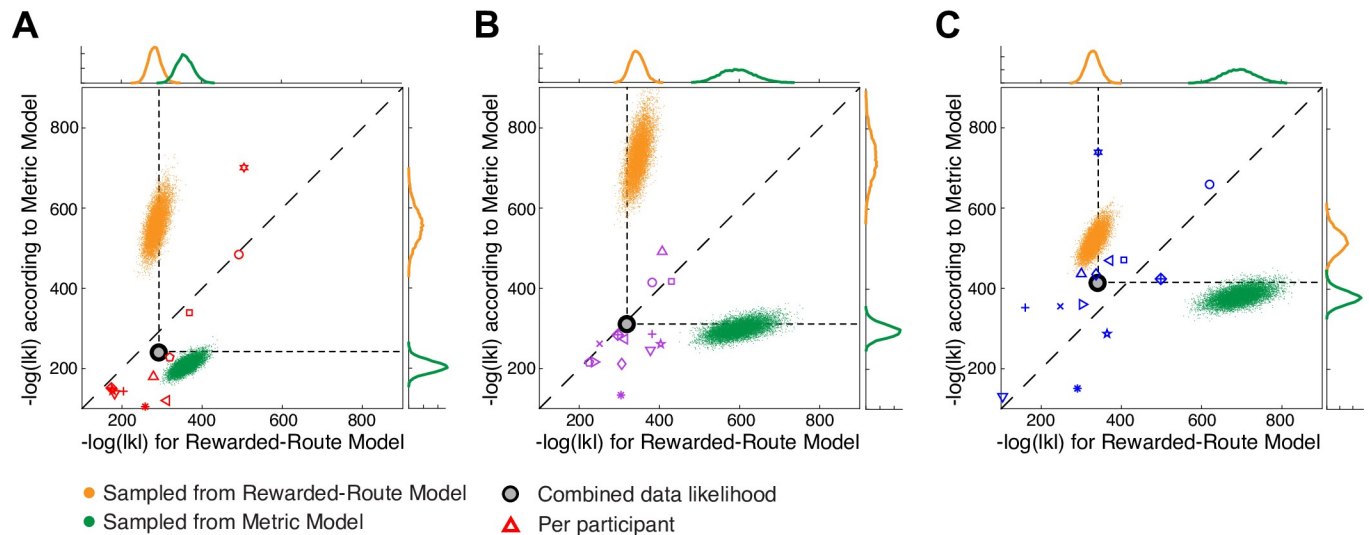 A
B
C
-log(lkl) according to Metric Model
800
600
400
200
200 400 600 800
-log(lkl) for Rewarded-Route Model
-log(lkl) according to Metric Model
800
600
400
200
200 400 600 800
-log(lkl) for Rewarded-Route Model
-log(lkl) according to Metric Model
800
600
400
200
200 400 600 800
-log(lkl) for Rewarded-Route Model
Sampled from Rewarded-Route Model
Sampled from Metric Model
Combined data likelihood
Per participant